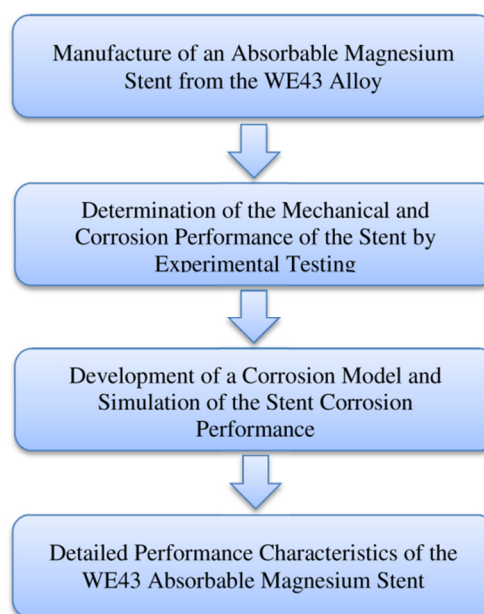 Manufacture of an Absorbable Magnesium
Stent from the WE43 Alloy
Determination of the Mechanical and
Corrosion Performance of the Stent by
Experimental Testing
Development of a Corrosion Model and
Simulation of the Stent Corrosion
Performance
Detailed Performance Characteristics of the
WE43 Absorbable Magnesium Stent